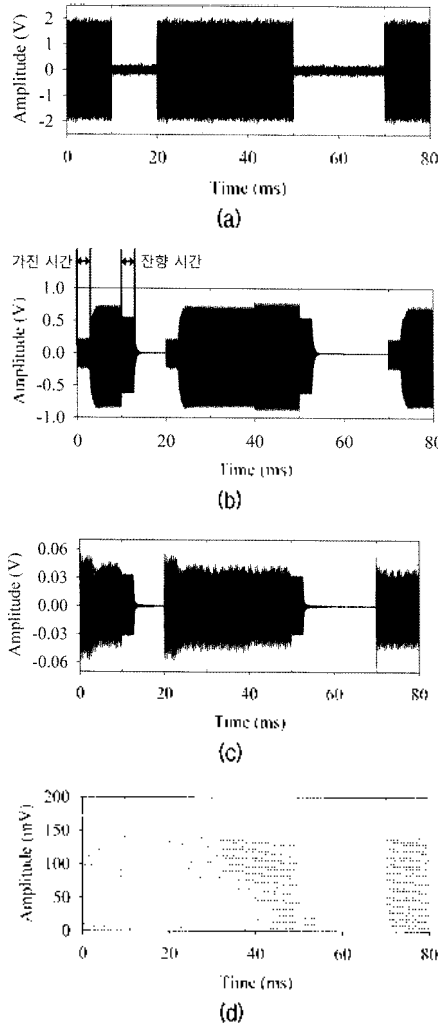 Amplitude (V)
2
1
0
-1
-2
0 20 40 60 80
Time (ms)
(a)
가진 시간 잔향 시간
Amplitude (V)
1.0
0.5
0.0
-0.5
-1.0
0 20 40 60 80
Time (ms)
(b)
Amplitude (V)
0.06
0.03
0.00
-0.03
-0.06
0 20 40 60 80
Time (ms)
(c)
Amplitude (mV)
200
150
100
50
0
0 20 40 60 80
Time (ms)
(d)